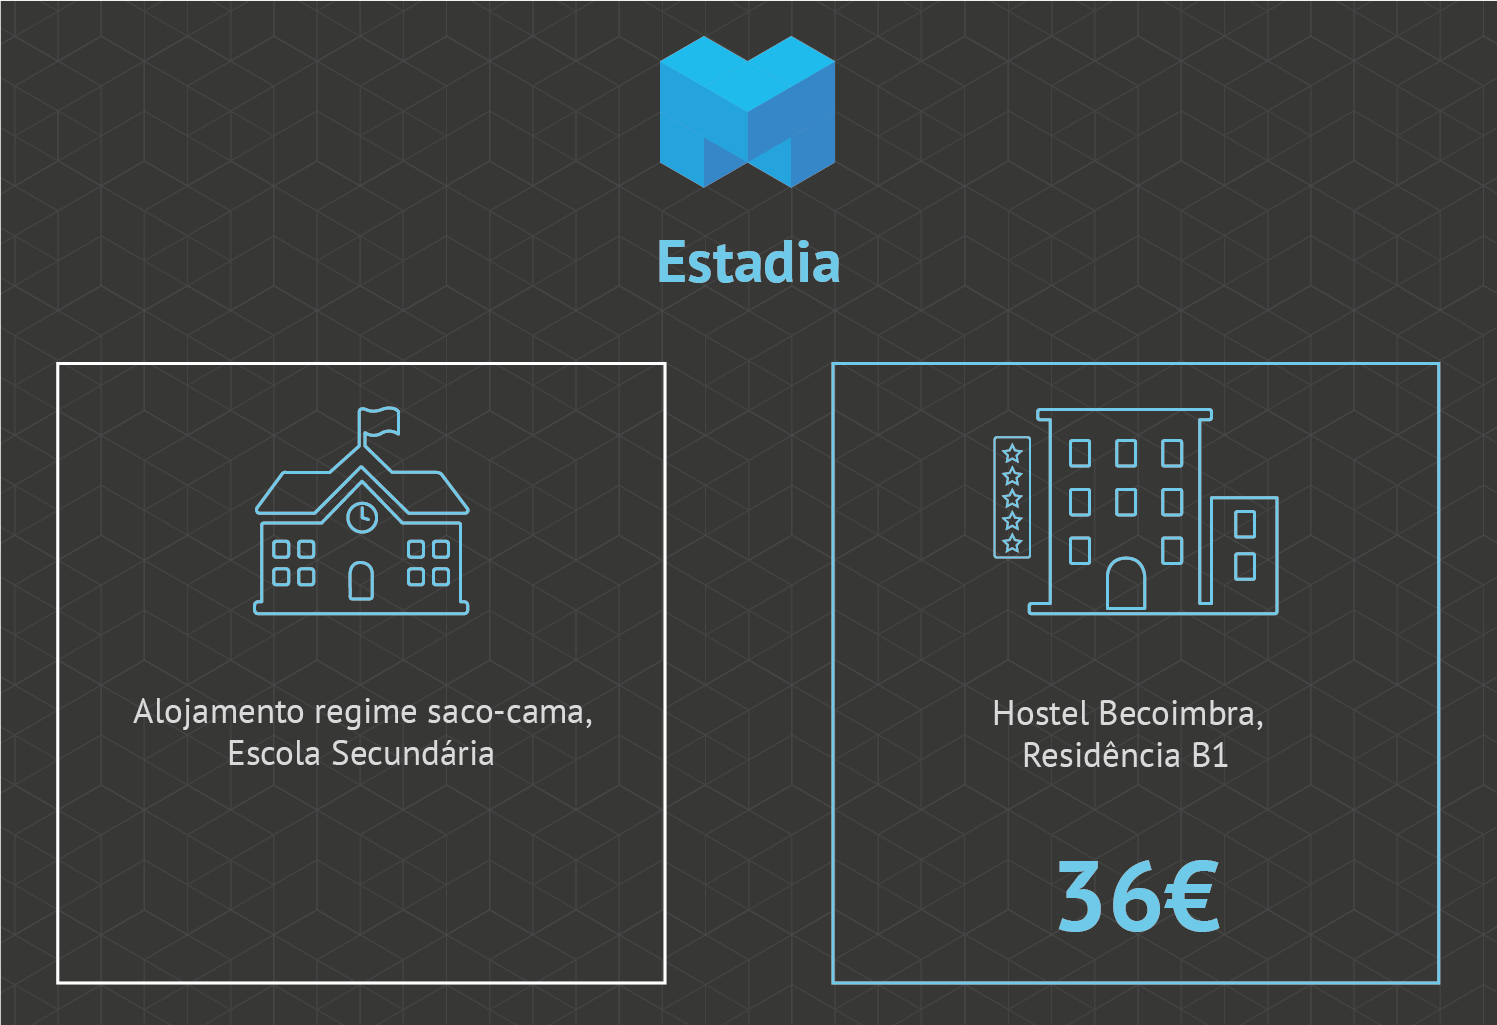 Estadia
Alojamento regime saco-cama,
Escola Secundária
Hostel Becoimbra,
Residência B1
36€